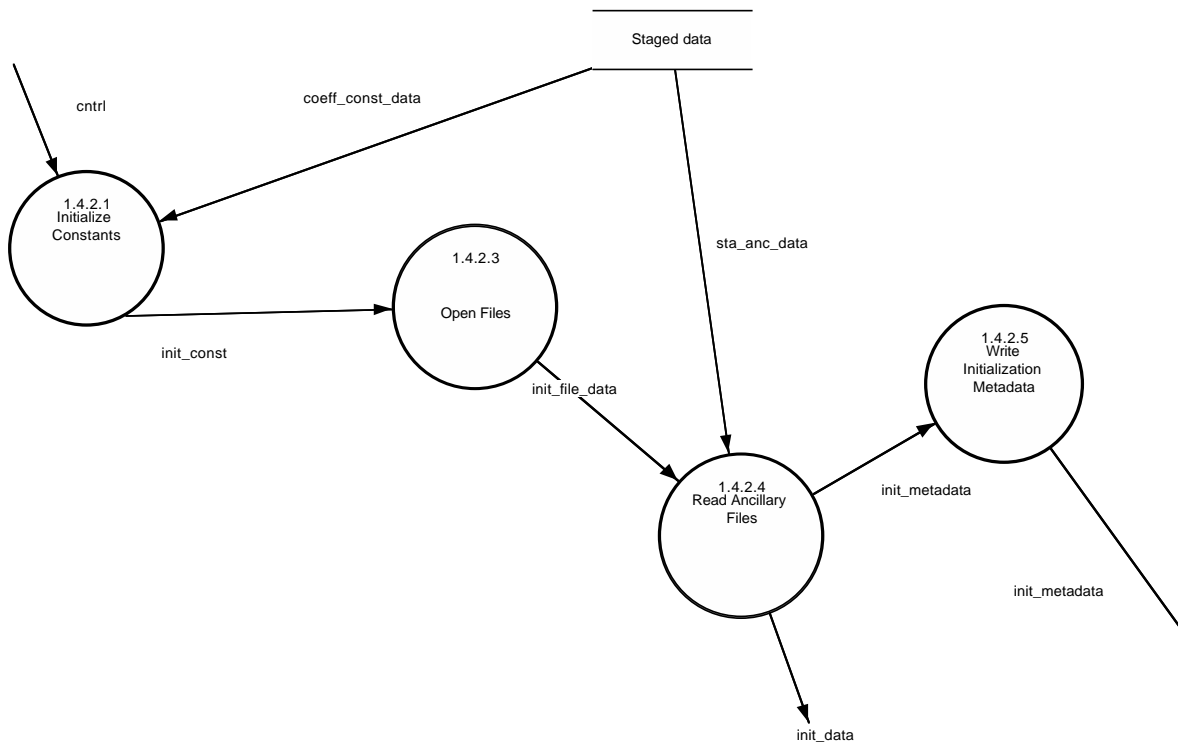 Staged data
cntrl
coeff_const_data
1.4.2.1
Initialize
Constants
sta_anc_data
1.4.2.3
Open Files
init_const
1.4.2.5
Write
Initialization
Metadata
init_file_data
1.4.2.4
Read Ancillary
Files
init_metadata
init_metadata
init_data